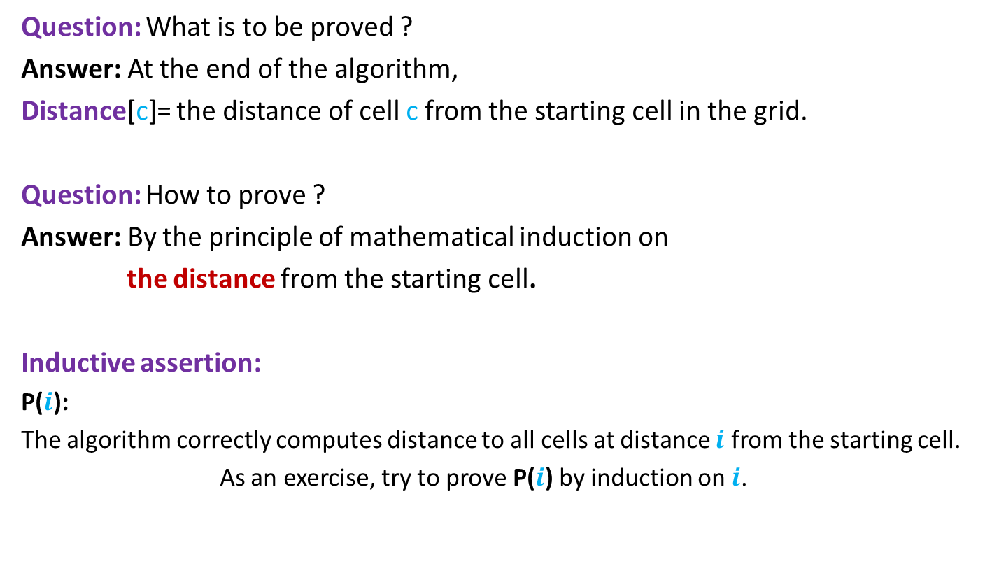 Question: What is to be proved ?
Answer: At the end of the algorithm,
Distance[c]= the distance of cell c from the starting cell in the grid.
Question: How to prove ?
Answer: By the principle of mathematical induction on
the distance from the starting cell.
Inductive assertion:
P(i):
The algorithm correctly computes distance to all cells at distance i from the starting cell.
As an exercise, try to prove P(i) by induction on i.